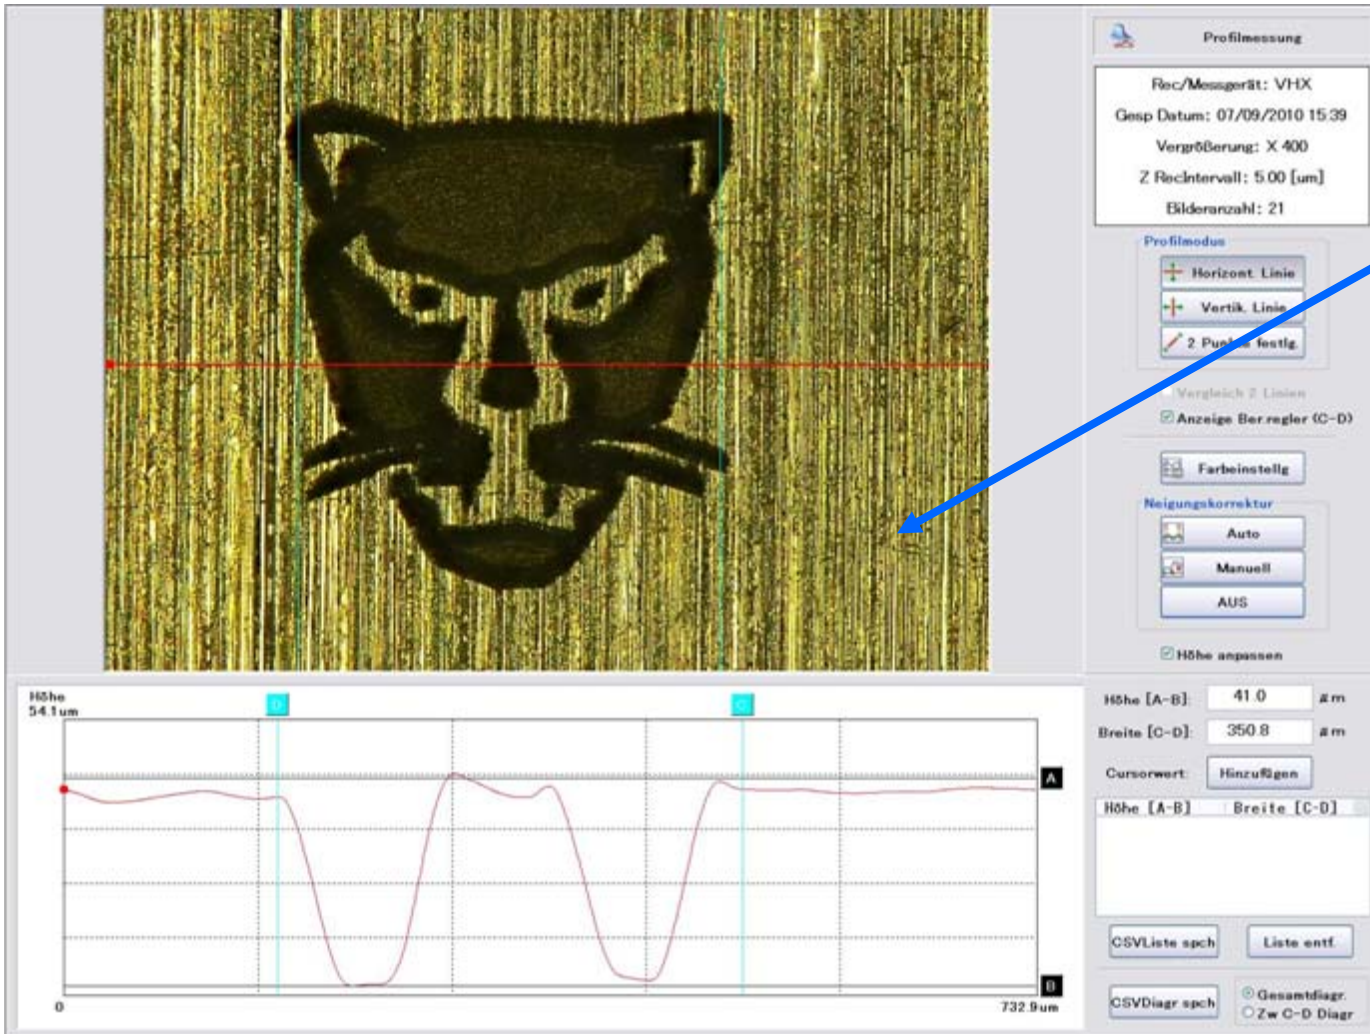 Profilmessung
Rec/Messgerät: VHX
Gesp Datum: 07/09/2010 15:39
Vergrößerung: X 400
Z RecIntervall: 5.00 [um]
Bilderanzahl: 21
Profilmodus
Horizont. Linie
Vertik. Linie
2 Punkte festlg.
Vergleich 2 Linien
Anzeige Ber.regler (C-D)
Farbeinstellg
Neigungskorrektur
Auto
Manuell
AUS
Höhe anpassen
Höhe
54.1um
D
C
A
B
0
732.9um
Höhe [A-B]: 41.0 μm
Breite [C-D]: 350.8 μm
Cursorwert: Hinzufügen
Höhe [A-B] Breite [C-D]
CSVListe spch Liste entf.
CSVDiagr spch
Gesamtdiagr.
Zw C-D Diagr